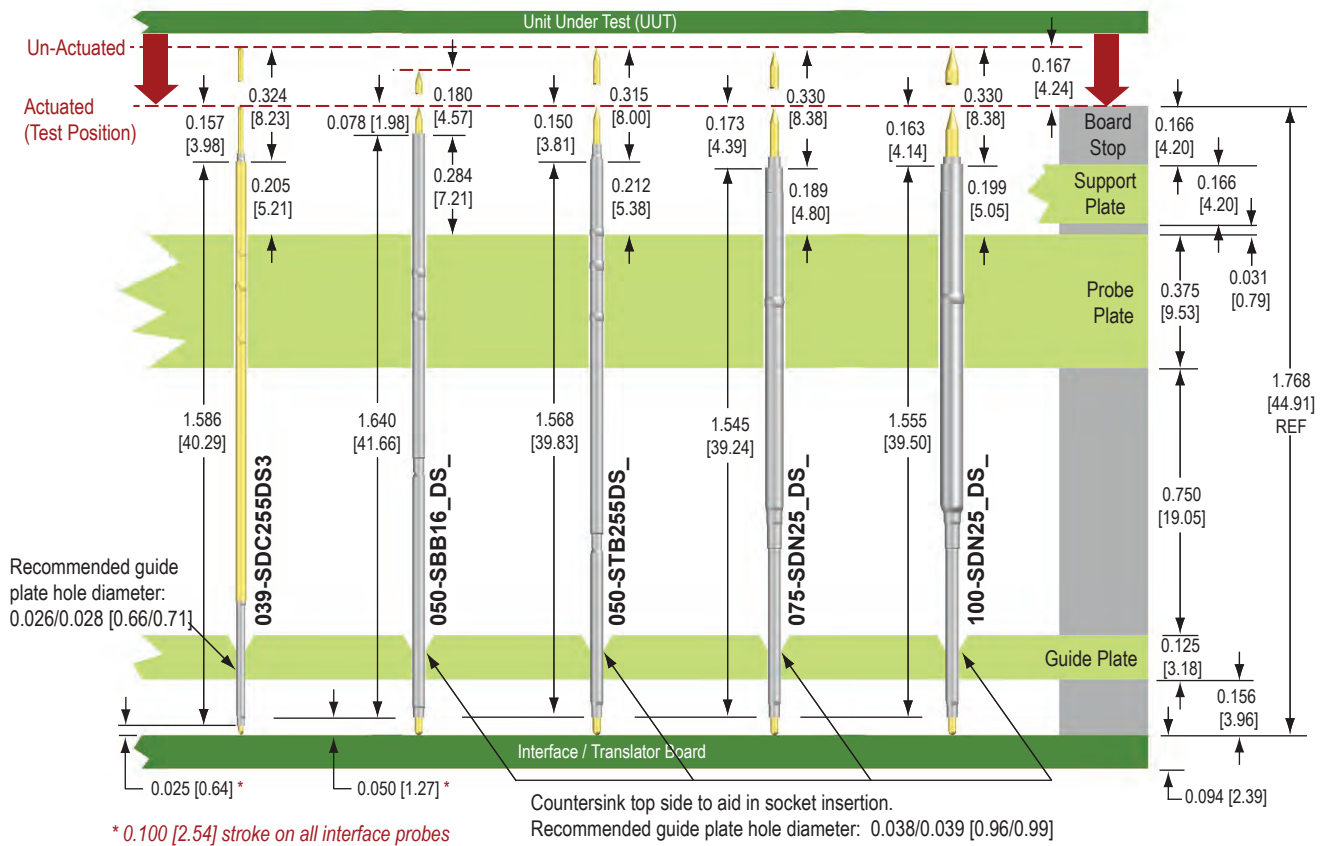 Unit Under Test (UUT)
Un-Actuated
Actuated
(Test Position)
0.157
[3.98]
0.324
[8.23]
0.205
[5.21]
0.078 [1.98]
0.180
[4.57]
0.284
[7.21]
0.150
[3.81]
0.315
[8.00]
0.212
[5.38]
0.173
[4.39]
0.330
[8.38]
0.189
[4.80]
0.163
[4.14]
0.330
[8.38]
0.199
[5.05]
0.167
[4.24]
Board
Stop
0.166
[4.20]
Support
Plate
0.166
[4.20]
0.031
[0.79]
Probe
Plate
0.375
[9.53]
1.768
[44.91]
REF
1.586
[40.29]
039-SDC255DS3
1.640
[41.66]
050-SBB16_DS_
1.568
[39.83]
050-STB255DS_
1.545
[39.24]
075-SDN25_DS_
1.555
[39.50]
100-SDN25_DS_
0.750
[19.05]
Recommended guide
plate hole diameter:
0.026/0.028 [0.66/0.71]
Guide Plate
0.125
[3.18]
0.156
[3.96]
Interface / Translator Board
0.025 [0.64] *
0.050 [1.27] *
0.094 [2.39]
Countersink top side to aid in socket insertion.
Recommended guide plate hole diameter: 0.038/0.039 [0.96/0.99]
* 0.100 [2.54] stroke on all interface probes